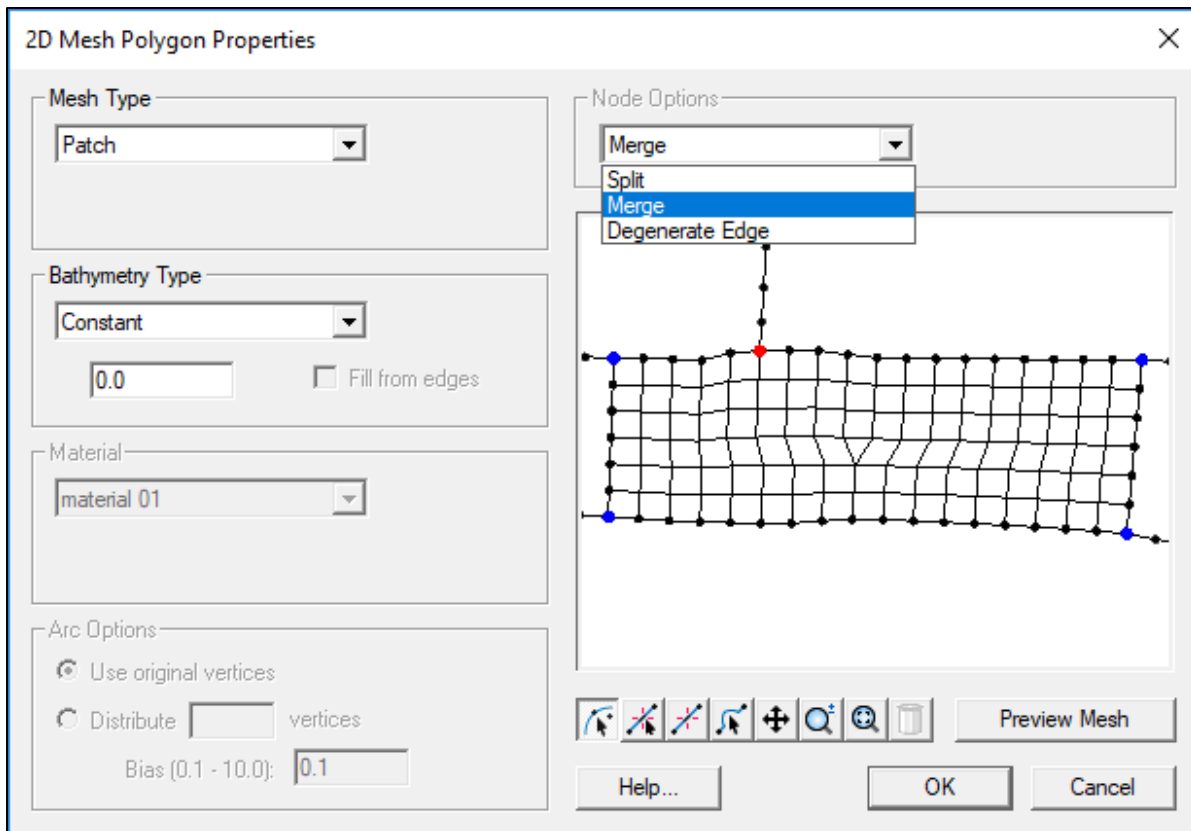 2D Mesh Polygon Properties
Mesh Type
Patch
Bathymetry Type
Constant
0.0
Fill from edges
Material
material 01
Arc Options
Use original vertices
Distribute vertices
Bias (0.1 - 10.0): 0.1
Node Options
Merge
Split
Merge
Degenerate Edge
Preview Mesh
Help...
OK
Cancel